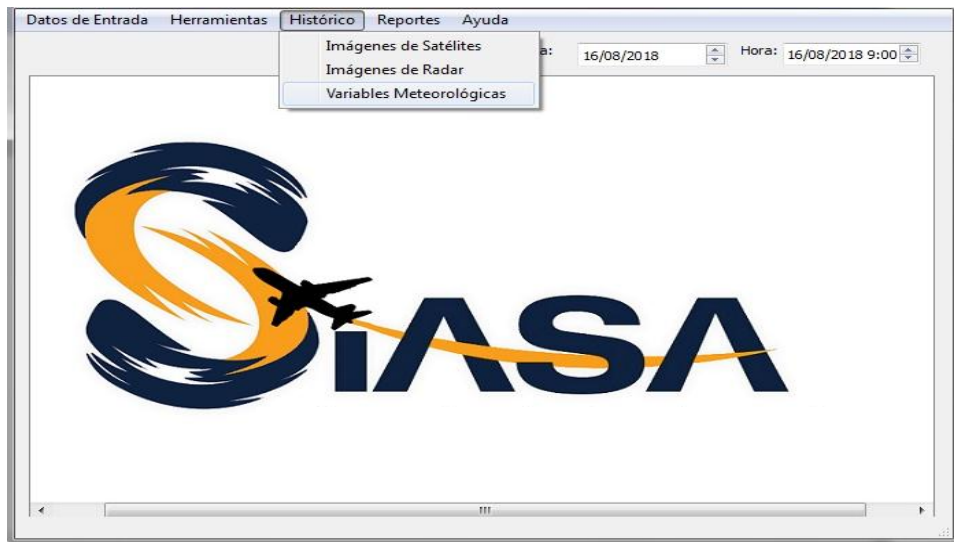 Datos de Entrada Herramientas Histórico Reportes Ayuda
Imágenes de Satélites
Imágenes de Radar
Variables Meteorológicas
a: 16/08/2018 Hora: 16/08/2018 9:00
SiASA